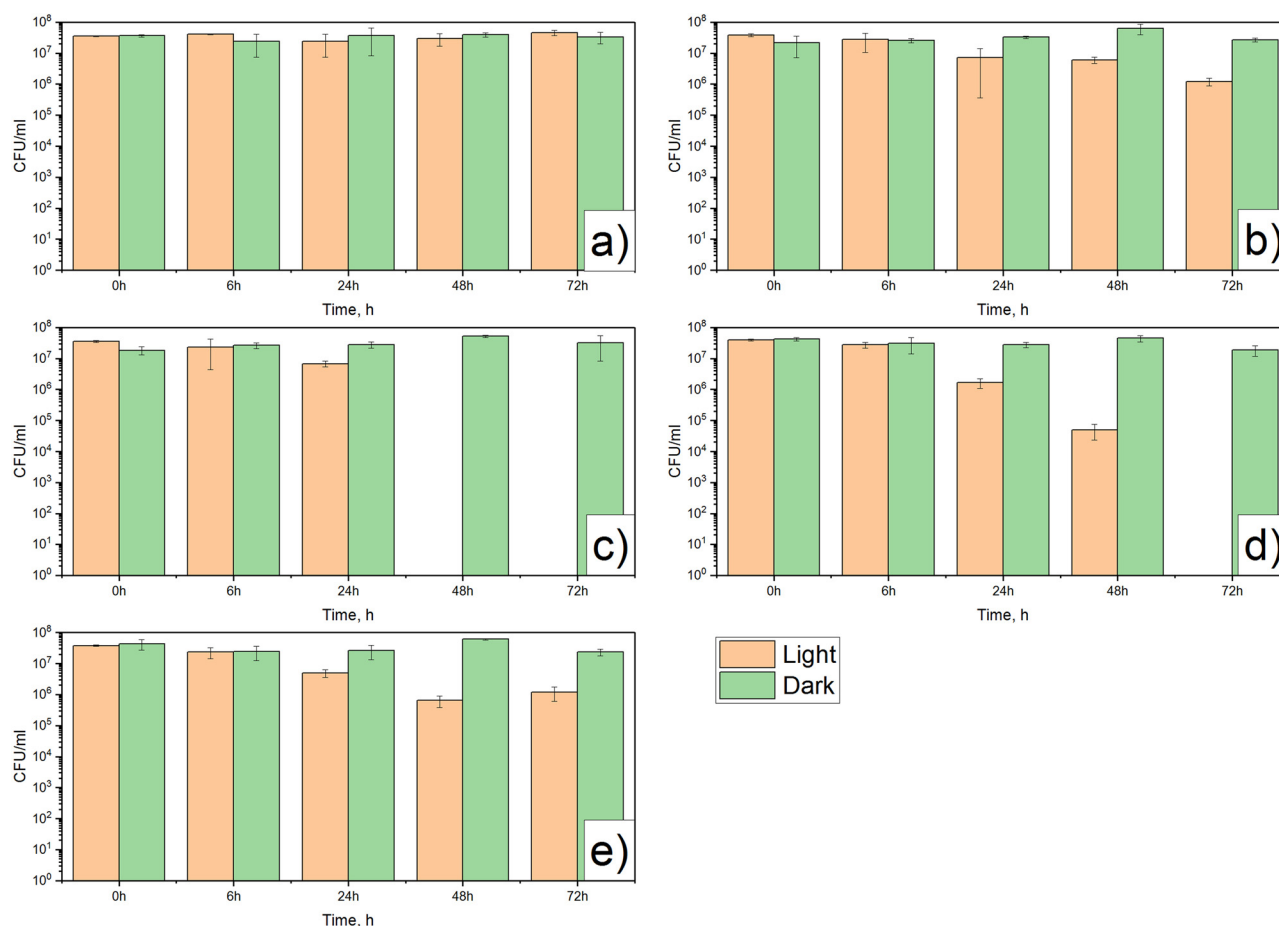 CFU/ml
10⁸
10⁷
10⁶
10⁵
10⁴
10³
10²
10¹
10⁰
0h 6h 24h 48h 72h
Time, h
a)
CFU/ml
10⁸
10⁷
10⁶
10⁵
10⁴
10³
10²
10¹
10⁰
0h 6h 24h 48h 72h
Time, h
b)
CFU/ml
10⁸
10⁷
10⁶
10⁵
10⁴
10³
10²
10¹
10⁰
0h 6h 24h 48h 72h
Time, h
c)
CFU/ml
10⁸
10⁷
10⁶
10⁵
10⁴
10³
10²
10¹
10⁰
0h 6h 24h 48h 72h
Time, h
d)
CFU/ml
10⁸
10⁷
10⁶
10⁵
10⁴
10³
10²
10¹
10⁰
0h 6h 24h 48h 72h
Time, h
e)
Light
Dark